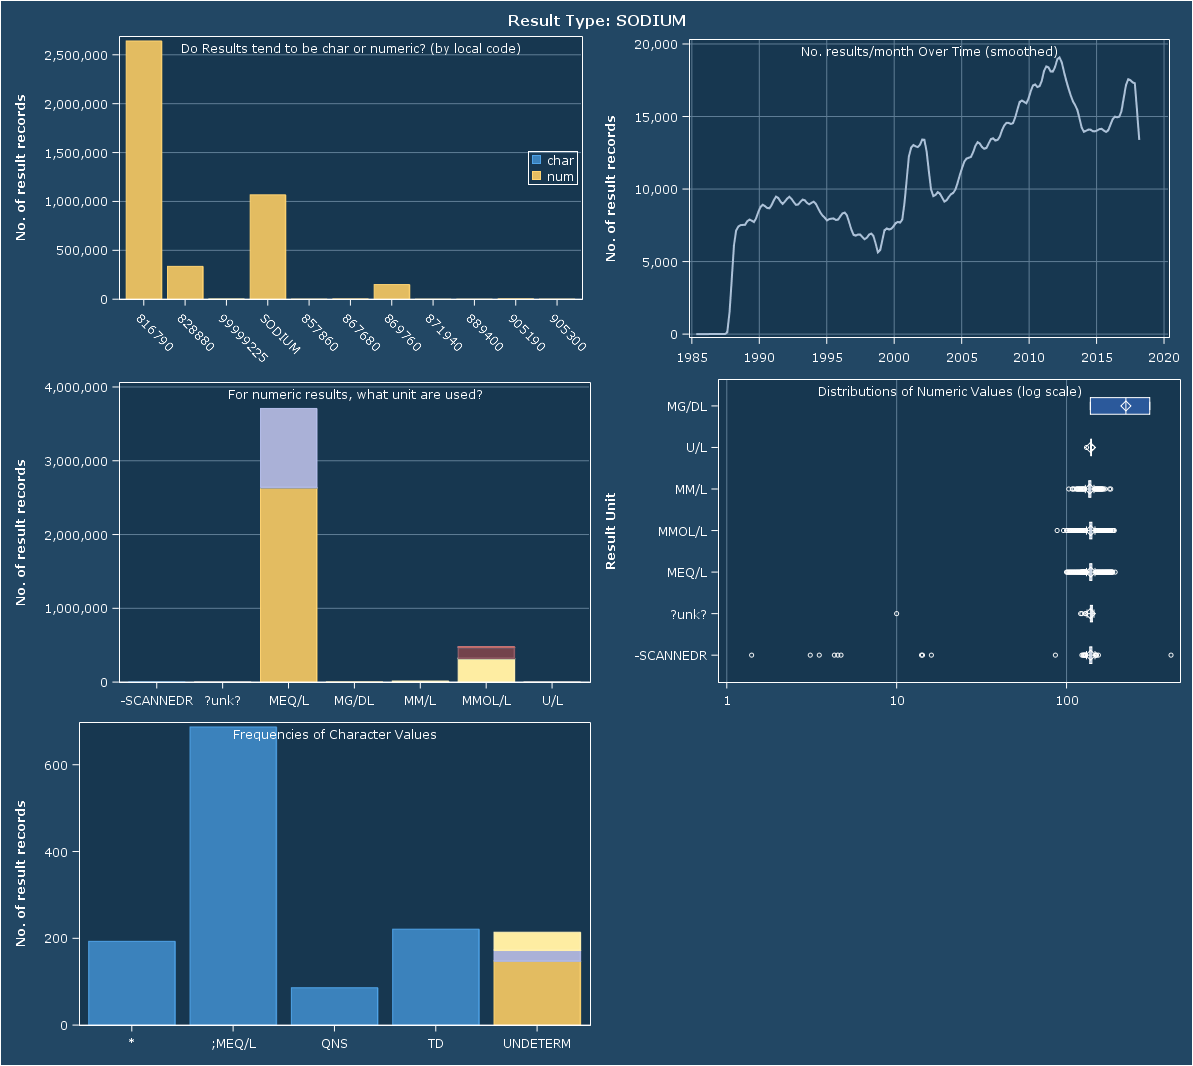 Result Type: SODIUM
Do Results tend to be char or numeric? (by local code)
No. of result records
2,500,000
2,000,000
1,500,000
1,000,000
500,000
0
char
num
816790
828880
99999225
SODIUM
857860
867680
869760
871940
889400
905190
905300
No. results/month Over Time (smoothed)
No. of result records
20,000
15,000
10,000
5,000
0
1985
1990
1995
2000
2005
2010
2015
2020
For numeric results, what unit are used?
No. of result records
4,000,000
3,000,000
2,000,000
1,000,000
0
-SCANNEDR
?unk?
MEQ/L
MG/DL
MM/L
MMOL/L
U/L
Distributions of Numeric Values (log scale)
Result Unit
MG/DL
U/L
MM/L
MMOL/L
MEQ/L
?unk?
-SCANNEDR
1
10
100
Frequencies of Character Values
No. of result records
600
400
200
0
*
;MEQ/L
QNS
TD
UNDETERM